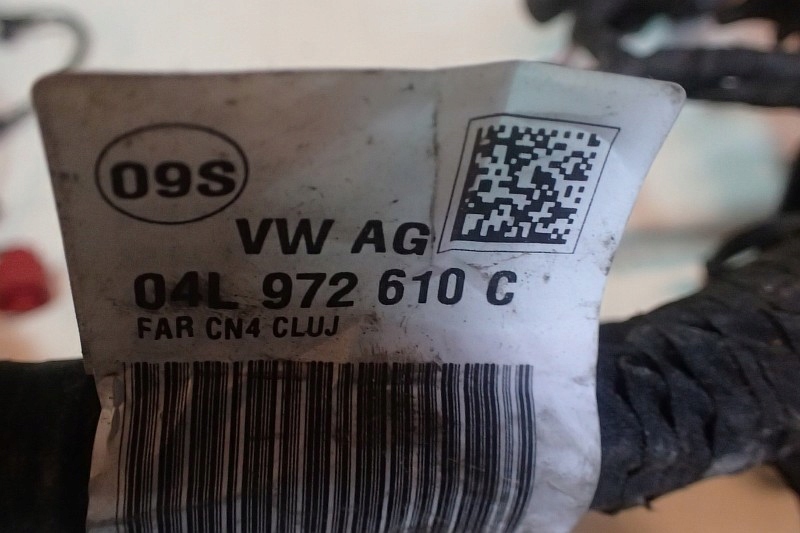 09S
VW AG
04L 972 610 C
FAR CN4 CLUJ